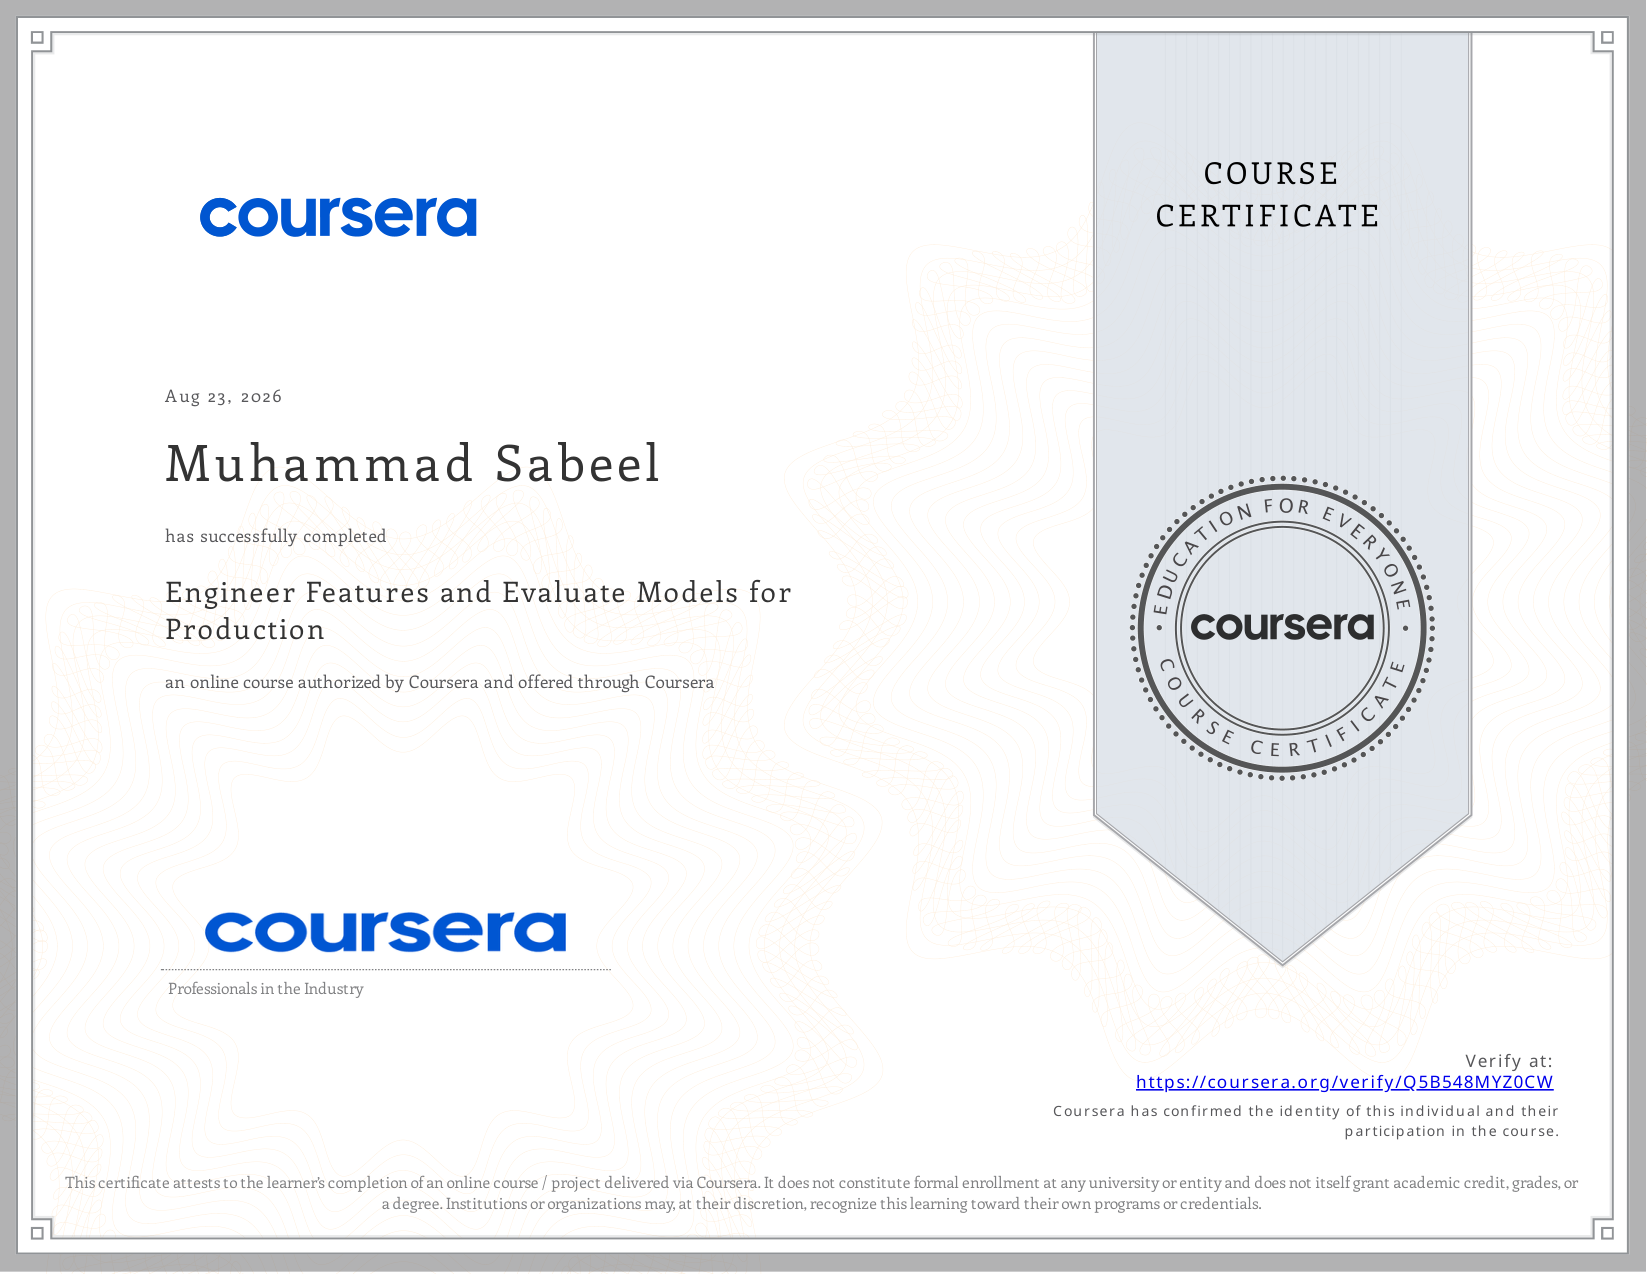 coursera
COURSE
CERTIFICATE
Aug 23, 2026
Muhammad Sabeel
has successfully completed
Engineer Features and Evaluate Models for
Production
an online course authorized by Coursera and offered through Coursera
EDUCATION FOR EVERYONE
coursera
COURSE CERTIFICATE
coursera
Professionals in the Industry
Verify at:
https://coursera.org/verify/Q5B548MYZ0CW
Coursera has confirmed the identity of this individual and their
participation in the course.
This certificate attests to the learner's completion of an online course / project delivered via Coursera. It does not constitute formal enrollment at any university or entity and does not itself grant academic credit, grades, or
a degree. Institutions or organizations may, at their discretion, recognize this learning toward their own programs or credentials.